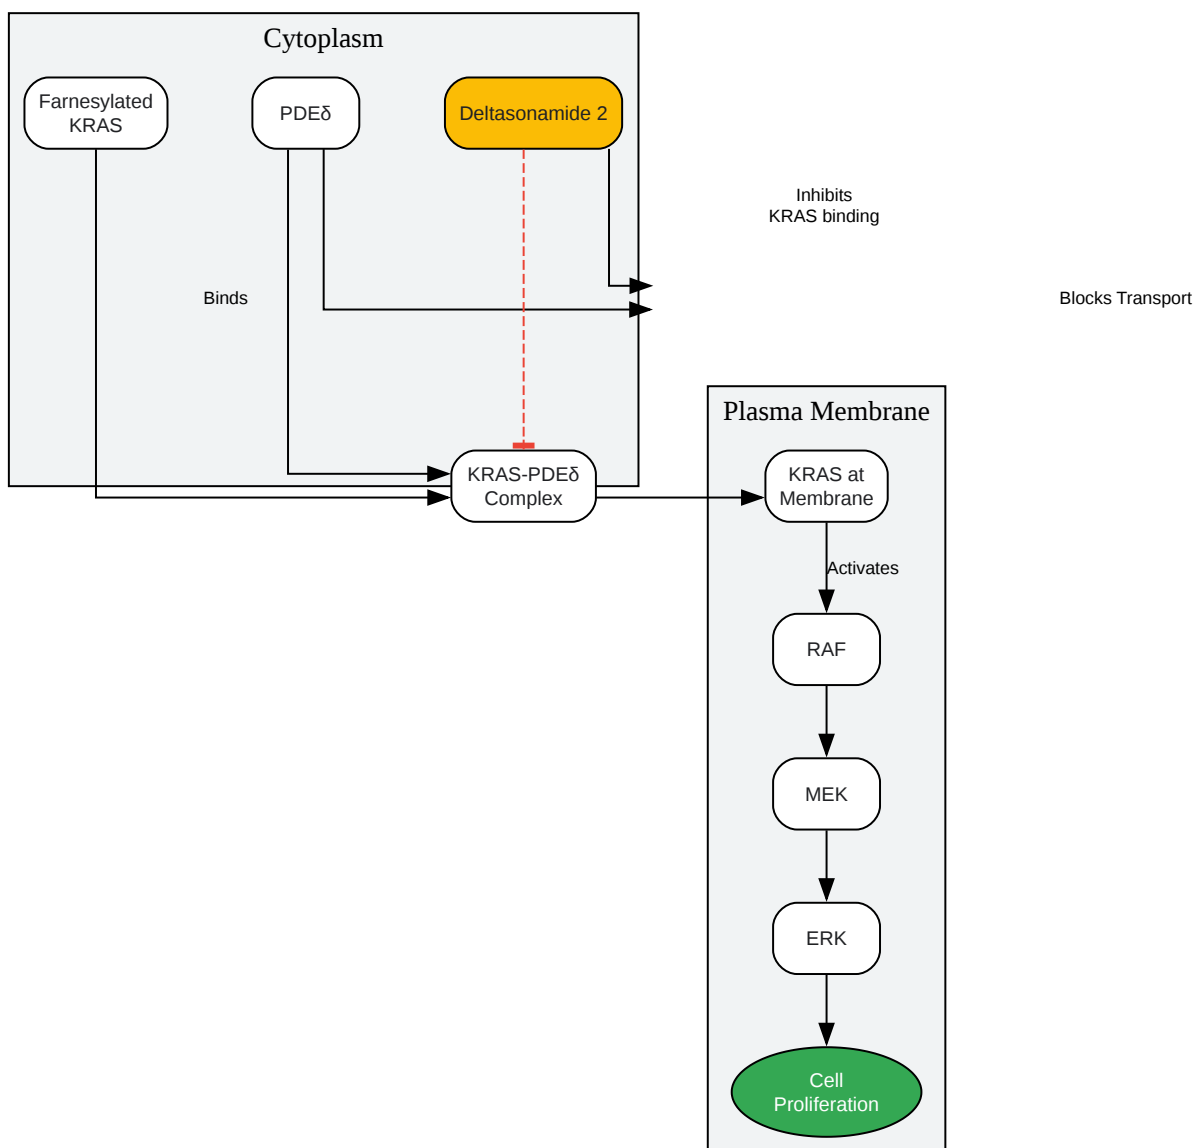 Cytoplasm
Farnesylated
KRAS
PDEδ
Deltasonamide 2
Inhibits
KRAS binding
Binds
Blocks Transport
Plasma Membrane
KRAS-PDEδ
Complex
KRAS at
Membrane
Activates
RAF
MEK
ERK
Cell
Proliferation